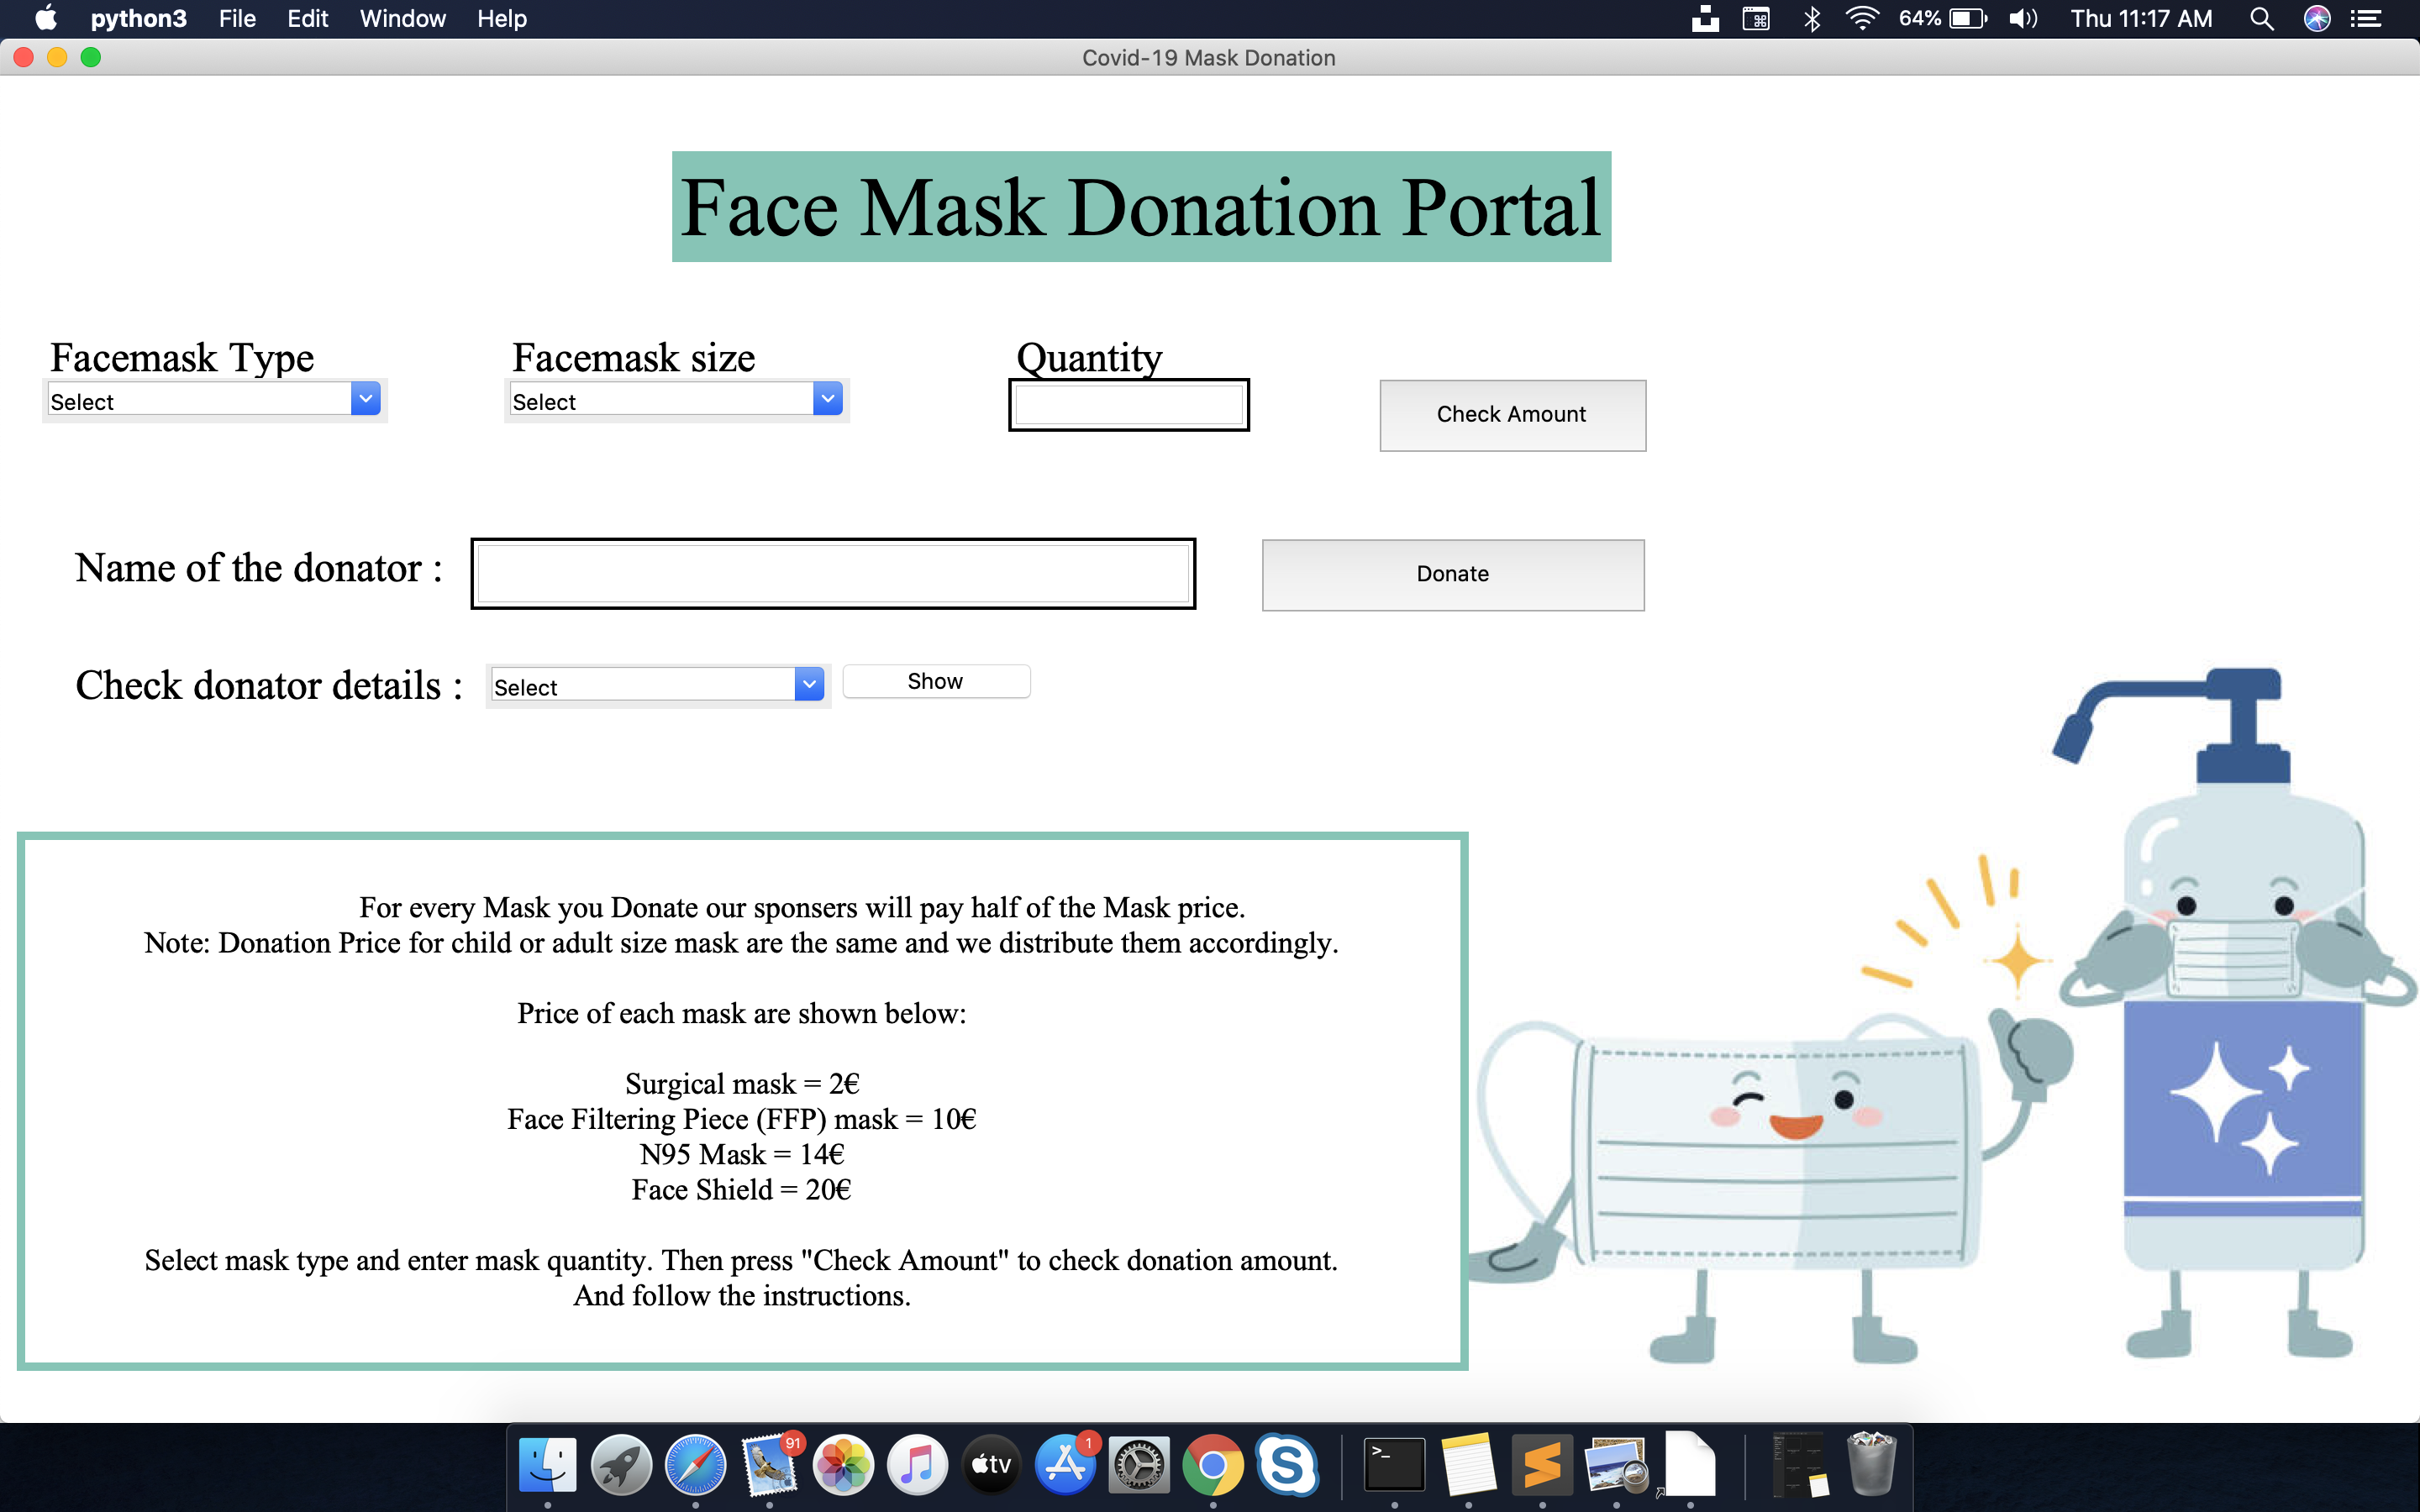 python3 File Edit Window Help 64% Thu 11:17 AM
Covid-19 Mask Donation
Face Mask Donation Portal
Facemask Type Facemask size Quantity
Select Select Check Amount
Name of the donator : Donate
Check donator details : Select Show
For every Mask you Donate our sponsers will pay half of the Mask price.
Note: Donation Price for child or adult size mask are the same and we distribute them accordingly.
Price of each mask are shown below:
Surgical mask = 2€
Face Filtering Piece (FFP) mask = 10€
N95 Mask = 14€
Face Shield = 20€
Select mask type and enter mask quantity. Then press "Check Amount" to check donation amount.
And follow the instructions.
91 tv 1 S >_